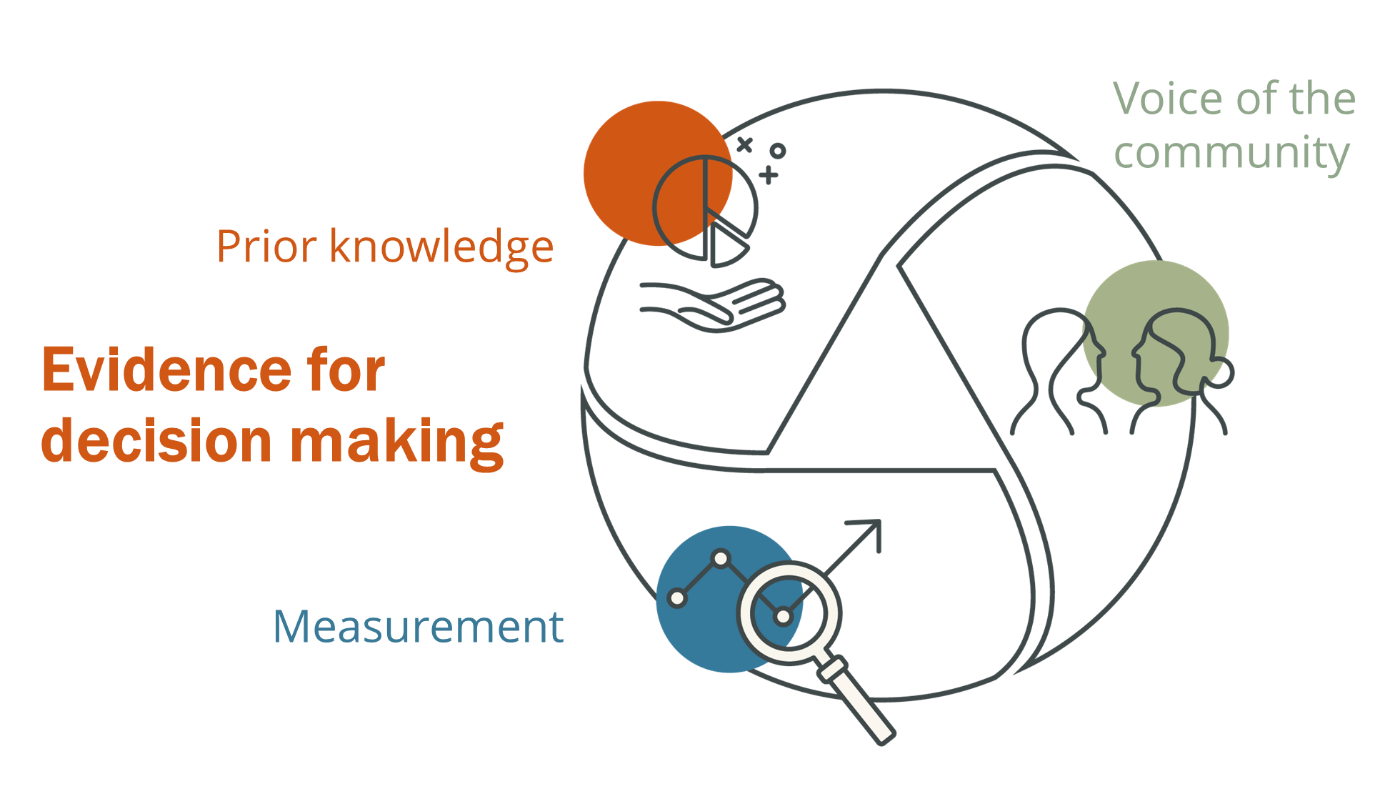 Voice of the
community
Prior knowledge
Evidence for
decision making
Measurement